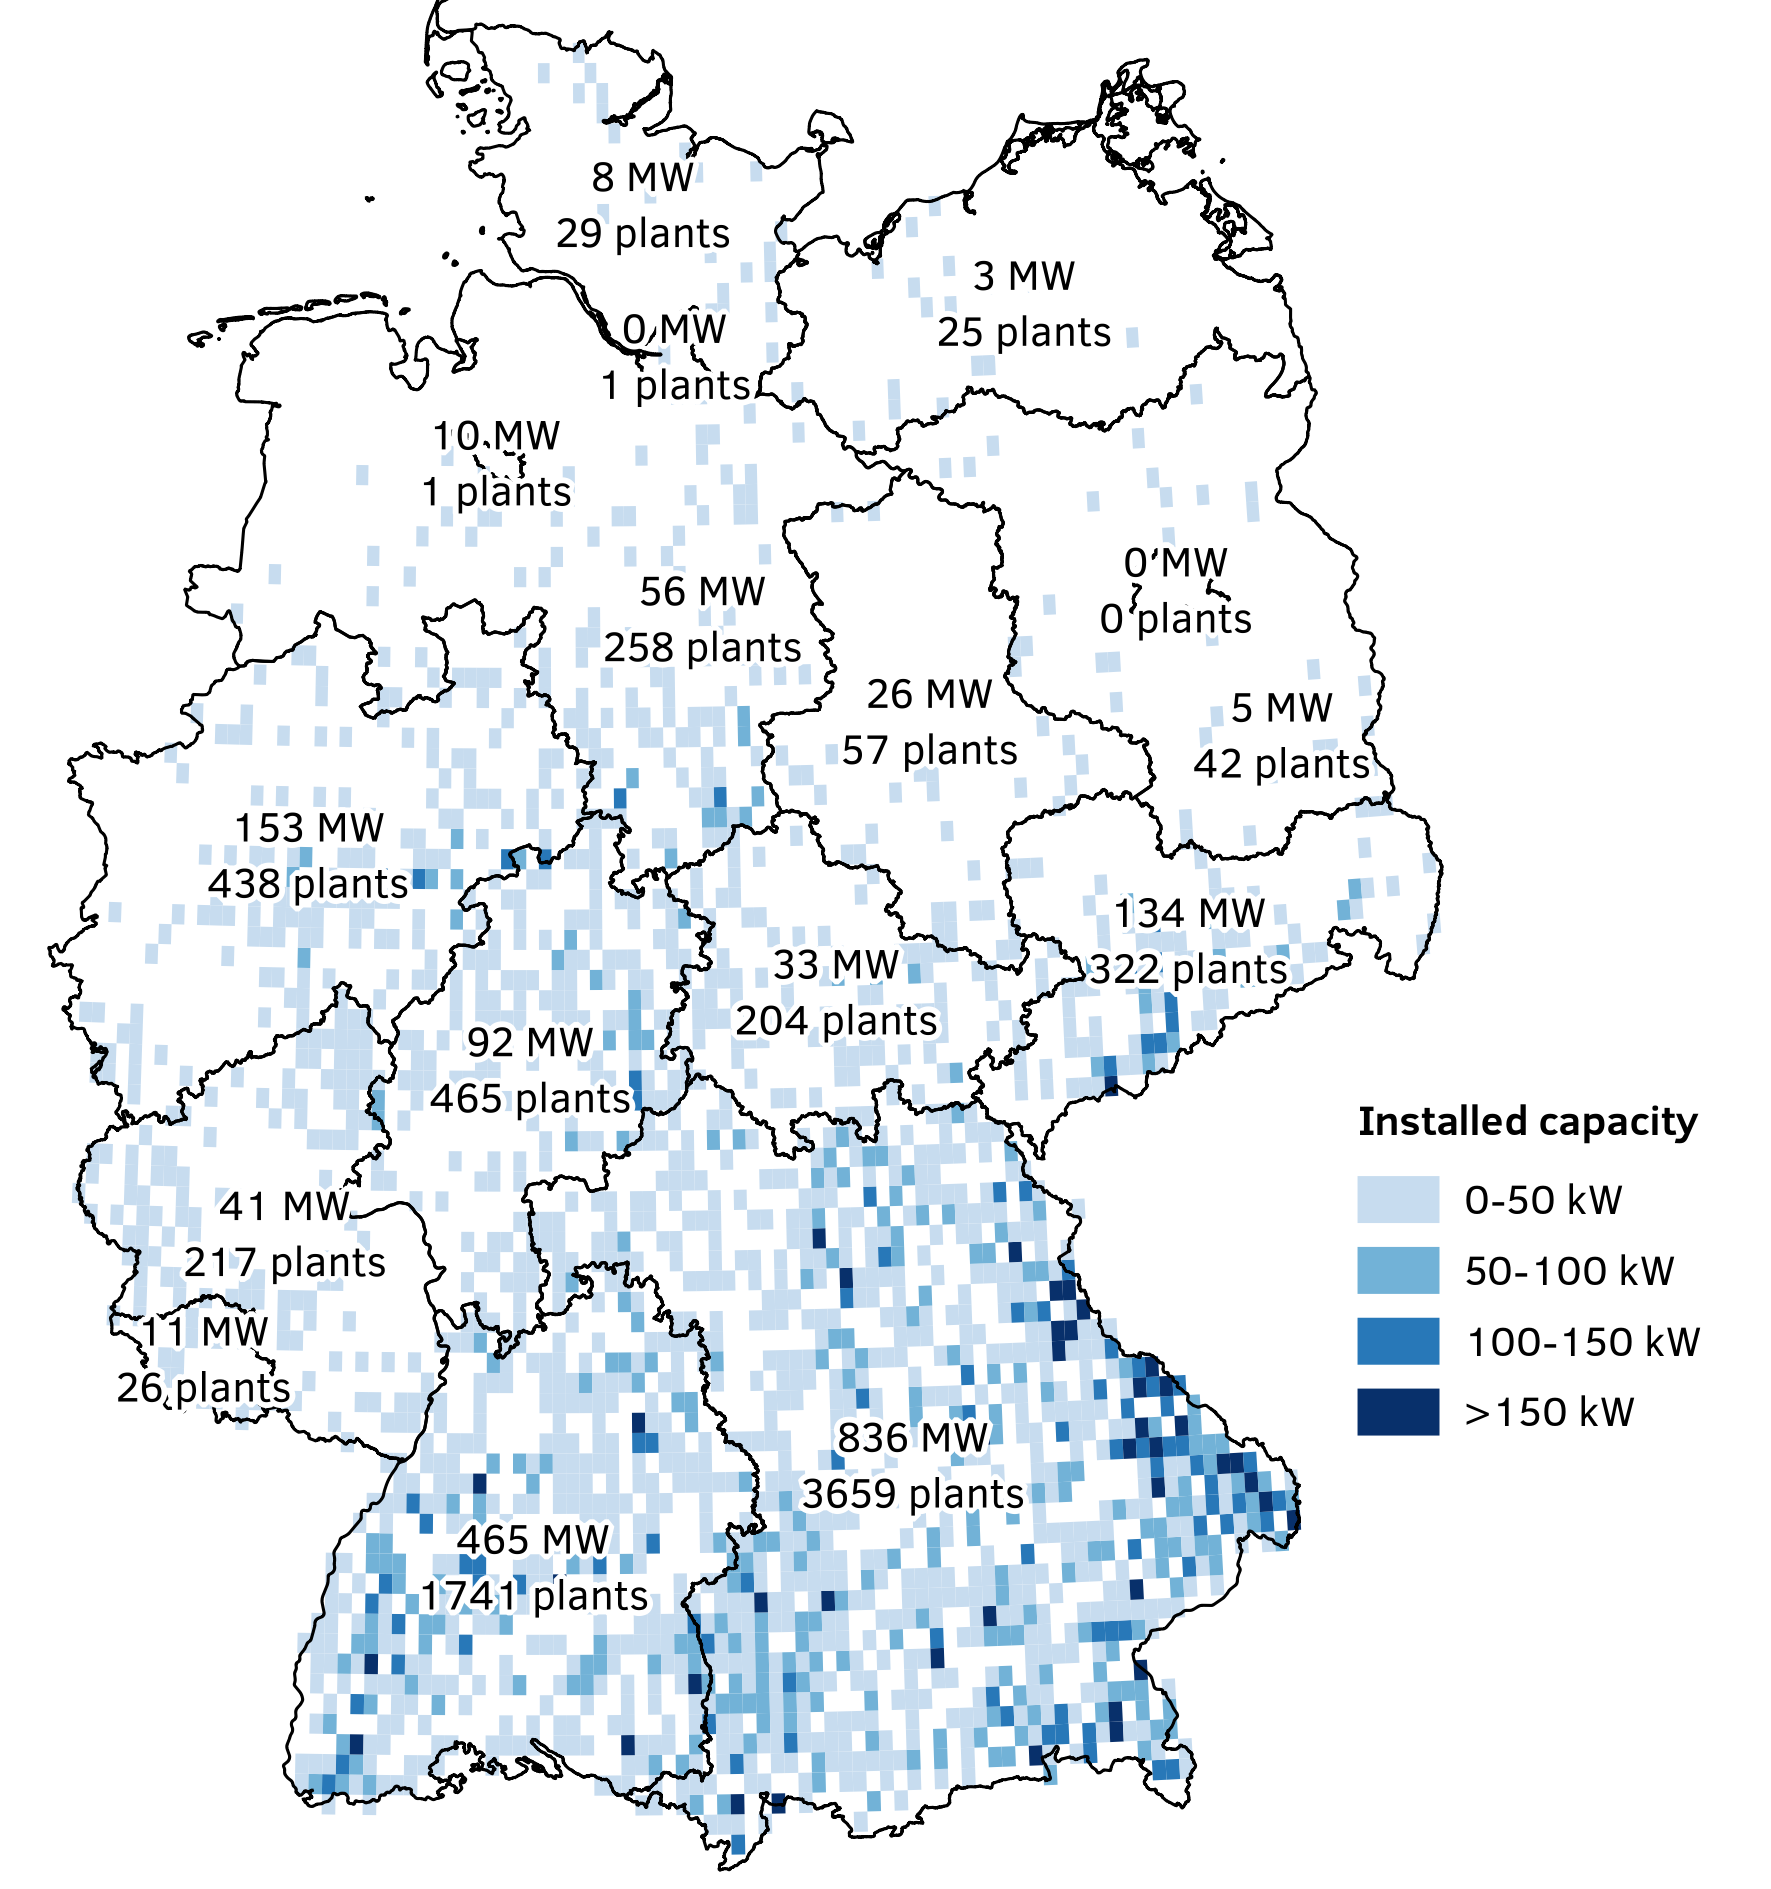 8 MW
29 plants
3 MW
25 plants
0 MW
1 plants
10 MW
1 plants
56 MW
258 plants
0 MW
0 plants
26 MW
57 plants
5 MW
42 plants
153 MW
438 plants
134 MW
322 plants
33 MW
204 plants
92 MW
465 plants
41 MW
217 plants
11 MW
26 plants
836 MW
3659 plants
465 MW
1741 plants
Installed capacity
0-50 kW
50-100 kW
100-150 kW
>150 kW